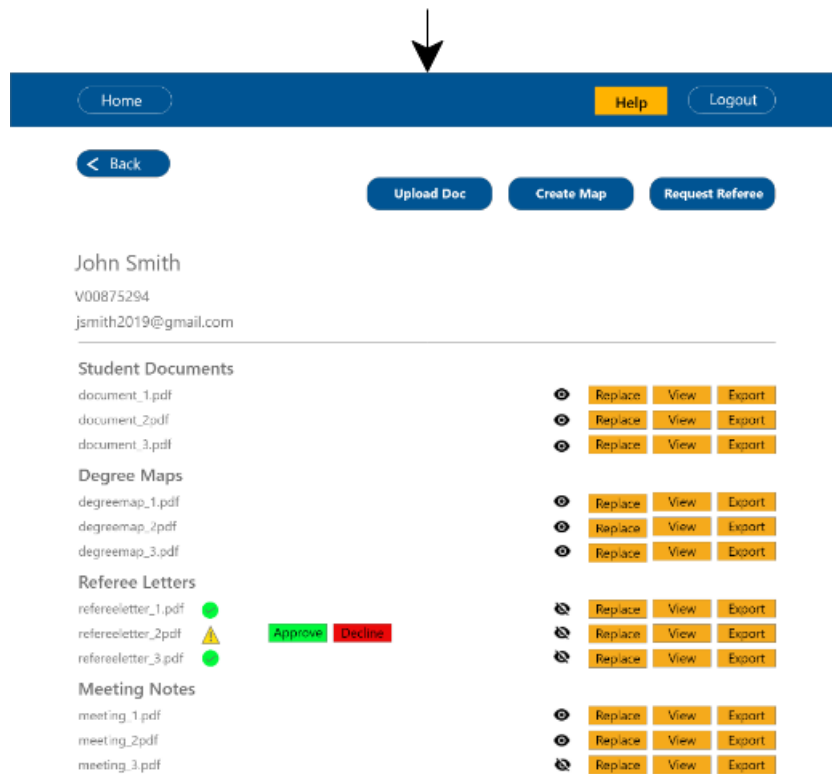 Home Help Logout
Back
Upload Doc Create Map Request Referee
John Smith
V00875294
jsmith2019@gmail.com
Student Documents
document_1.pdf Replace View Export
document_2pdf Replace View Export
document_3.pdf Replace View Export
Degree Maps
degreemap_1.pdf Replace View Export
degreemap_2pdf Replace View Export
degreemap_3.pdf Replace View Export
Referee Letters
refereeletter_1.pdf Replace View Export
refereeletter_2pdf Approve Decline Replace View Export
refereeletter_3.pdf Replace View Export
Meeting Notes
meeting_1.pdf Replace View Export
meeting_2pdf Replace View Export
meeting_3.pdf Replace View Export